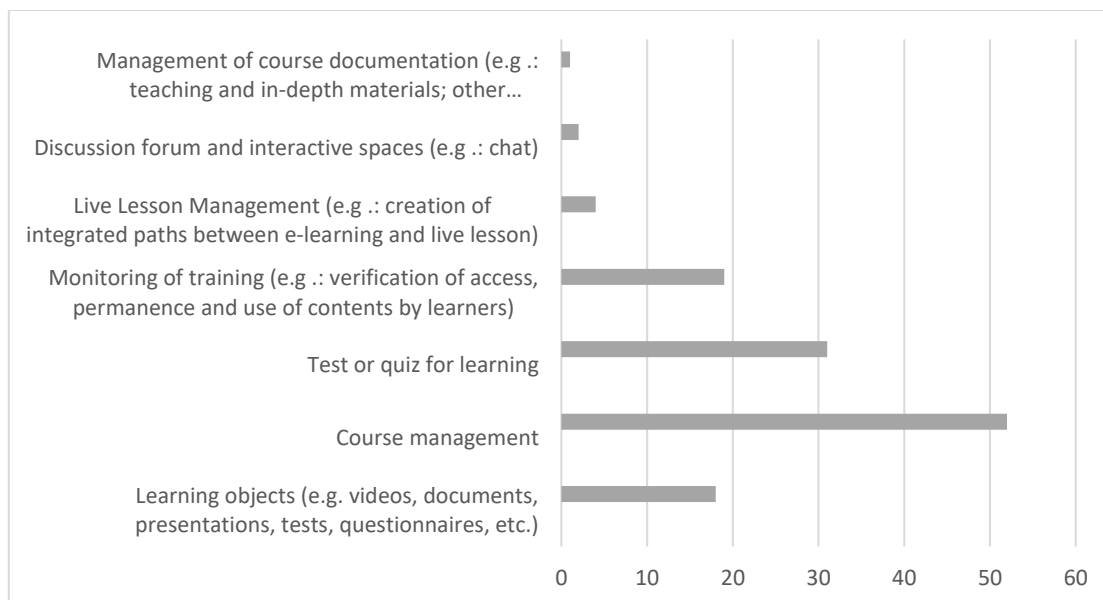 Management of course documentation (e.g .:
teaching and in-depth materials; other…
Discussion forum and interactive spaces (e.g .: chat)
Live Lesson Management (e.g .: creation of
integrated paths between e-learning and live lesson)
Monitoring of training (e.g .: verification of access,
permanence and use of contents by learners)
Test or quiz for learning
Course management
Learning objects (e.g. videos, documents,
presentations, tests, questionnaires, etc.)
0 10 20 30 40 50 60